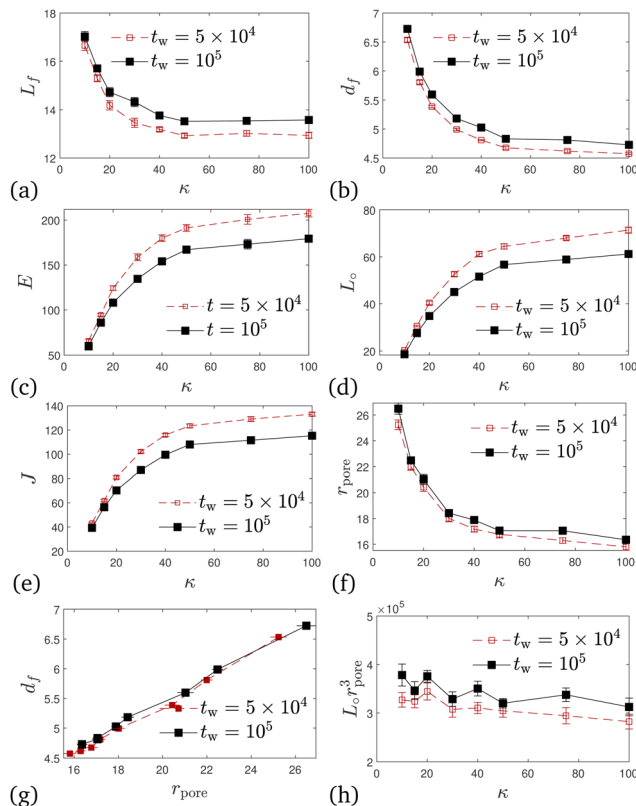 18
17
16
15
14
13
12
0 20 40 60 80 100
L_f
κ
t_w = 5 × 10^4
t_w = 10^5
(a)
7
6.5
6
5.5
5
4.5
0 20 40 60 80 100
d_f
κ
t_w = 5 × 10^4
t_w = 10^5
(b)
200
150
100
50
0 20 40 60 80 100
E
κ
t = 5 × 10^4
t = 10^5
(c)
80
60
40
20
0 20 40 60 80 100
L_∘
κ
t_w = 5 × 10^4
t_w = 10^5
(d)
140
120
100
80
60
40
20
0 20 40 60 80 100
J
κ
t_w = 5 × 10^4
t_w = 10^5
(e)
26
24
22
20
18
16
0 20 40 60 80 100
r_pore
κ
t_w = 5 × 10^4
t_w = 10^5
(f)
7
6.5
6
5.5
5
4.5
16 18 20 22 24 26
d_f
r_pore
t_w = 5 × 10^4
t_w = 10^5
(g)
×10^5
5
4
3
2
0 20 40 60 80 100
L_∘ r_pore^3
κ
t_w = 5 × 10^4
t_w = 10^5
(h)